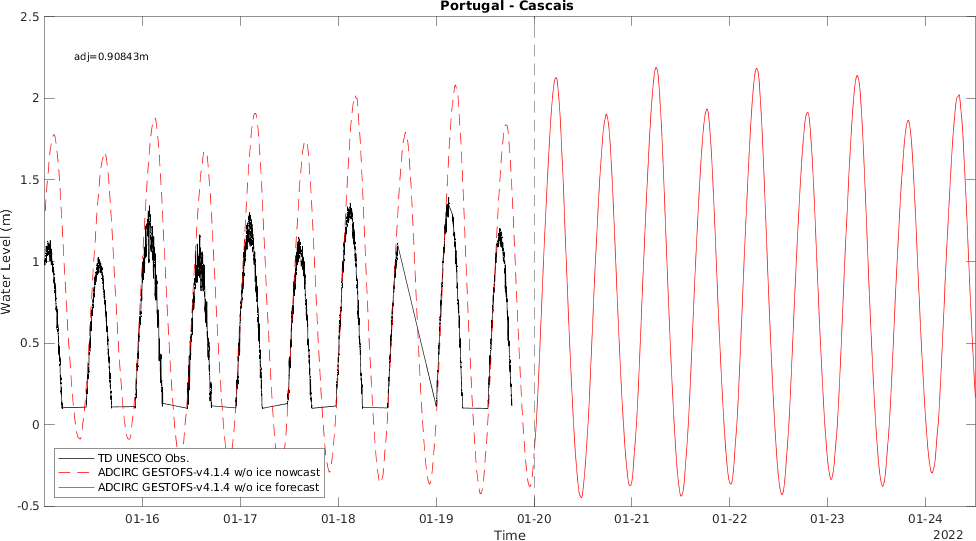 Portugal - Cascais
adj=0.90843m
Water Level (m)
2.5
2
1.5
1
0.5
0
-0.5
TD UNESCO Obs.
ADCIRC GESTOFS-v4.1.4 w/o ice nowcast
ADCIRC GESTOFS-v4.1.4 w/o ice forecast
01-16 01-17 01-18 01-19 01-20 01-21 01-22 01-23 01-24
Time
2022